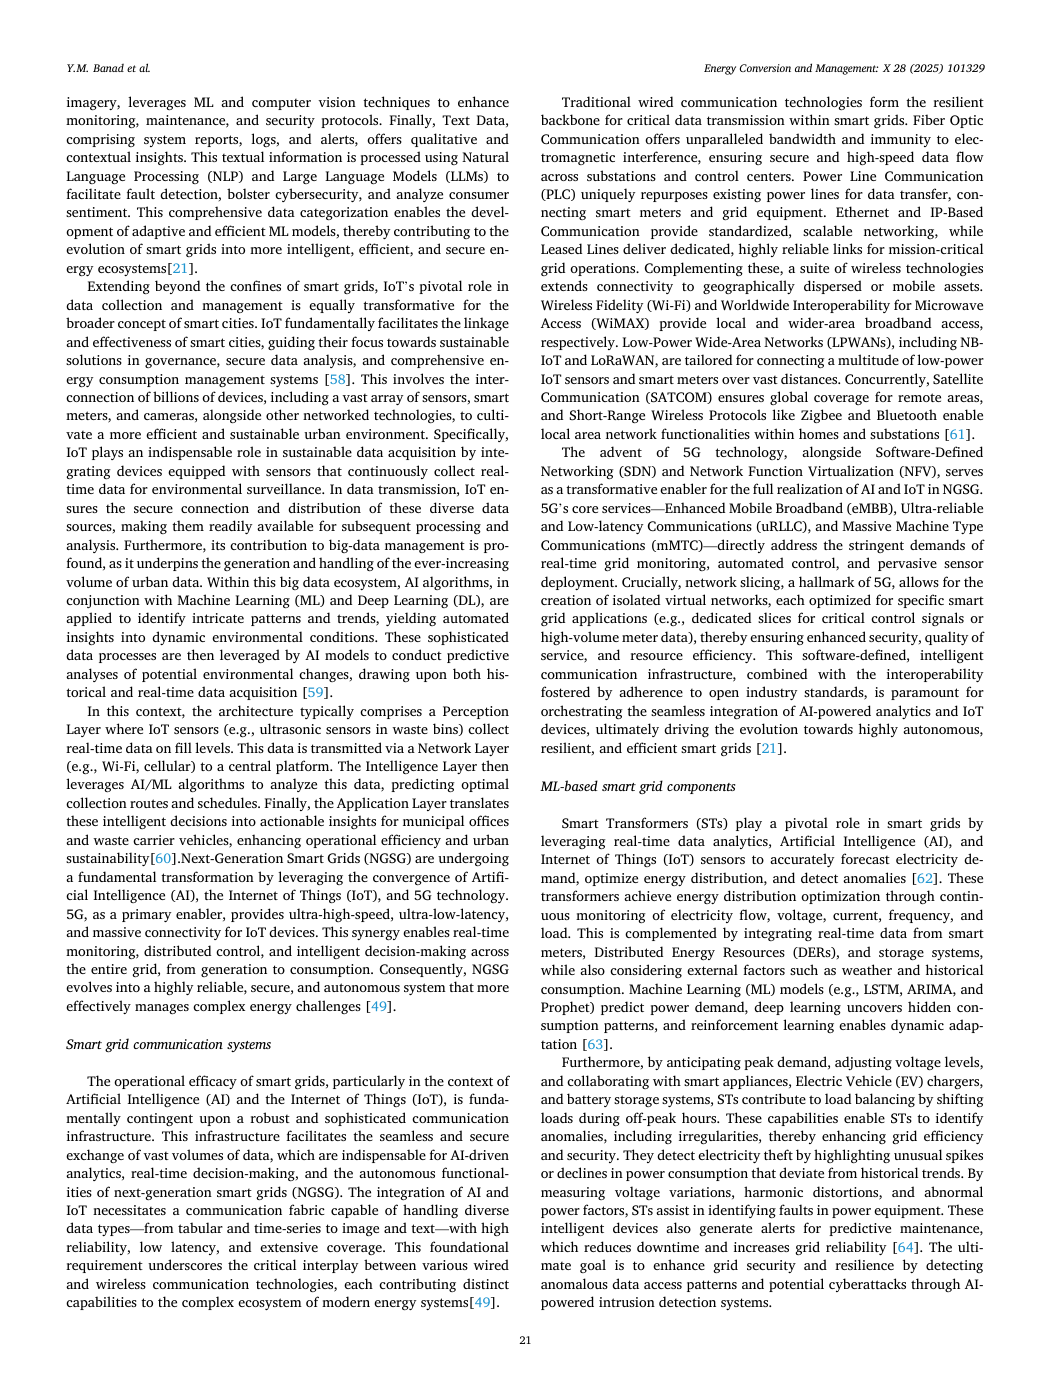 Y.M. Banad et al.
Energy Conversion and Management: X 28 (2025) 101329
imagery, leverages ML and computer vision techniques to enhance
monitoring, maintenance, and security protocols. Finally, Text Data,
comprising system reports, logs, and alerts, offers qualitative and
contextual insights. This textual information is processed using Natural
Language Processing (NLP) and Large Language Models (LLMs) to
facilitate fault detection, bolster cybersecurity, and analyze consumer
sentiment. This comprehensive data categorization enables the devel-
opment of adaptive and efficient ML models, thereby contributing to the
evolution of smart grids into more intelligent, efficient, and secure en-
ergy ecosystems[21].
Extending beyond the confines of smart grids, IoT's pivotal role in
data collection and management is equally transformative for the
broader concept of smart cities. IoT fundamentally facilitates the linkage
and effectiveness of smart cities, guiding their focus towards sustainable
solutions in governance, secure data analysis, and comprehensive en-
ergy consumption management systems [58]. This involves the inter-
connection of billions of devices, including a vast array of sensors, smart
meters, and cameras, alongside other networked technologies, to culti-
vate a more efficient and sustainable urban environment. Specifically,
IoT plays an indispensable role in sustainable data acquisition by inte-
grating devices equipped with sensors that continuously collect real-
time data for environmental surveillance. In data transmission, IoT en-
sures the secure connection and distribution of these diverse data
sources, making them readily available for subsequent processing and
analysis. Furthermore, its contribution to big-data management is pro-
found, as it underpins the generation and handling of the ever-increasing
volume of urban data. Within this big data ecosystem, AI algorithms, in
conjunction with Machine Learning (ML) and Deep Learning (DL), are
applied to identify intricate patterns and trends, yielding automated
insights into dynamic environmental conditions. These sophisticated
data processes are then leveraged by AI models to conduct predictive
analyses of potential environmental changes, drawing upon both his-
torical and real-time data acquisition [59].
In this context, the architecture typically comprises a Perception
Layer where IoT sensors (e.g., ultrasonic sensors in waste bins) collect
real-time data on fill levels. This data is transmitted via a Network Layer
(e.g., Wi-Fi, cellular) to a central platform. The Intelligence Layer then
leverages AI/ML algorithms to analyze this data, predicting optimal
collection routes and schedules. Finally, the Application Layer translates
these intelligent decisions into actionable insights for municipal offices
and waste carrier vehicles, enhancing operational efficiency and urban
sustainability[60].Next-Generation Smart Grids (NGSG) are undergoing
a fundamental transformation by leveraging the convergence of Artifi-
cial Intelligence (AI), the Internet of Things (IoT), and 5G technology.
5G, as a primary enabler, provides ultra-high-speed, ultra-low-latency,
and massive connectivity for IoT devices. This synergy enables real-time
monitoring, distributed control, and intelligent decision-making across
the entire grid, from generation to consumption. Consequently, NGSG
evolves into a highly reliable, secure, and autonomous system that more
effectively manages complex energy challenges [49].
Smart grid communication systems
The operational efficacy of smart grids, particularly in the context of
Artificial Intelligence (AI) and the Internet of Things (IoT), is funda-
mentally contingent upon a robust and sophisticated communication
infrastructure. This infrastructure facilitates the seamless and secure
exchange of vast volumes of data, which are indispensable for AI-driven
analytics, real-time decision-making, and the autonomous functional-
ities of next-generation smart grids (NGSG). The integration of AI and
IoT necessitates a communication fabric capable of handling diverse
data types—from tabular and time-series to image and text—with high
reliability, low latency, and extensive coverage. This foundational
requirement underscores the critical interplay between various wired
and wireless communication technologies, each contributing distinct
capabilities to the complex ecosystem of modern energy systems[49].
Traditional wired communication technologies form the resilient
backbone for critical data transmission within smart grids. Fiber Optic
Communication offers unparalleled bandwidth and immunity to elec-
tromagnetic interference, ensuring secure and high-speed data flow
across substations and control centers. Power Line Communication
(PLC) uniquely repurposes existing power lines for data transfer, con-
necting smart meters and grid equipment. Ethernet and IP-Based
Communication provide standardized, scalable networking, while
Leased Lines deliver dedicated, highly reliable links for mission-critical
grid operations. Complementing these, a suite of wireless technologies
extends connectivity to geographically dispersed or mobile assets.
Wireless Fidelity (Wi-Fi) and Worldwide Interoperability for Microwave
Access (WiMAX) provide local and wider-area broadband access,
respectively. Low-Power Wide-Area Networks (LPWANs), including NB-
IoT and LoRaWAN, are tailored for connecting a multitude of low-power
IoT sensors and smart meters over vast distances. Concurrently, Satellite
Communication (SATCOM) ensures global coverage for remote areas,
and Short-Range Wireless Protocols like Zigbee and Bluetooth enable
local area network functionalities within homes and substations [61].
The advent of 5G technology, alongside Software-Defined
Networking (SDN) and Network Function Virtualization (NFV), serves
as a transformative enabler for the full realization of AI and IoT in NGSG.
5G's core services—Enhanced Mobile Broadband (eMBB), Ultra-reliable
and Low-latency Communications (uRLLC), and Massive Machine Type
Communications (mMTC)—directly address the stringent demands of
real-time grid monitoring, automated control, and pervasive sensor
deployment. Crucially, network slicing, a hallmark of 5G, allows for the
creation of isolated virtual networks, each optimized for specific smart
grid applications (e.g., dedicated slices for critical control signals or
high-volume meter data), thereby ensuring enhanced security, quality of
service, and resource efficiency. This software-defined, intelligent
communication infrastructure, combined with the interoperability
fostered by adherence to open industry standards, is paramount for
orchestrating the seamless integration of AI-powered analytics and IoT
devices, ultimately driving the evolution towards highly autonomous,
resilient, and efficient smart grids [21].
ML-based smart grid components
Smart Transformers (STs) play a pivotal role in smart grids by
leveraging real-time data analytics, Artificial Intelligence (AI), and
Internet of Things (IoT) sensors to accurately forecast electricity de-
mand, optimize energy distribution, and detect anomalies [62]. These
transformers achieve energy distribution optimization through contin-
uous monitoring of electricity flow, voltage, current, frequency, and
load. This is complemented by integrating real-time data from smart
meters, Distributed Energy Resources (DERs), and storage systems,
while also considering external factors such as weather and historical
consumption. Machine Learning (ML) models (e.g., LSTM, ARIMA, and
Prophet) predict power demand, deep learning uncovers hidden con-
sumption patterns, and reinforcement learning enables dynamic adap-
tation [63].
Furthermore, by anticipating peak demand, adjusting voltage levels,
and collaborating with smart appliances, Electric Vehicle (EV) chargers,
and battery storage systems, STs contribute to load balancing by shifting
loads during off-peak hours. These capabilities enable STs to identify
anomalies, including irregularities, thereby enhancing grid efficiency
and security. They detect electricity theft by highlighting unusual spikes
or declines in power consumption that deviate from historical trends. By
measuring voltage variations, harmonic distortions, and abnormal
power factors, STs assist in identifying faults in power equipment. These
intelligent devices also generate alerts for predictive maintenance,
which reduces downtime and increases grid reliability [64]. The ulti-
mate goal is to enhance grid security and resilience by detecting
anomalous data access patterns and potential cyberattacks through AI-
powered intrusion detection systems.
21